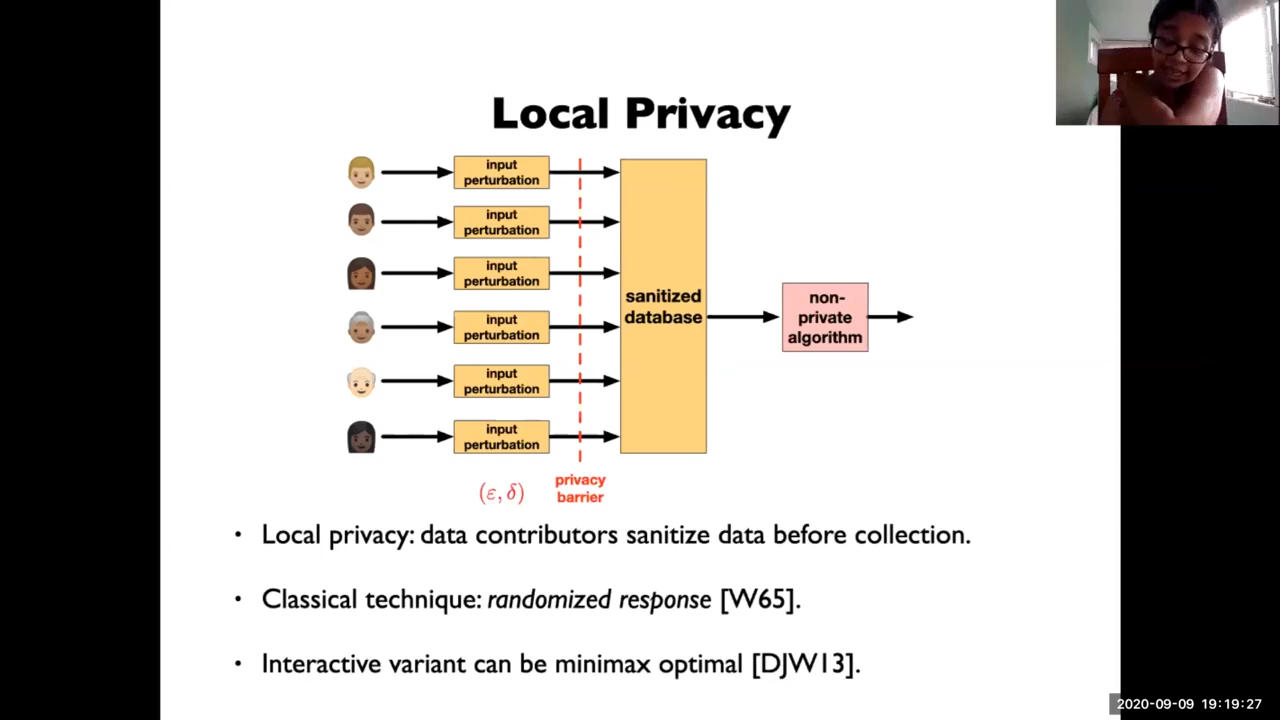 Local Privacy
input
perturbation
input
perturbation
input
perturbation
input
perturbation
input
perturbation
input
perturbation
sanitized
database
non-
private
algorithm
(ε, δ)
privacy
barrier
• Local privacy: data contributors sanitize data before collection.
• Classical technique: randomized response [W65].
• Interactive variant can be minimax optimal [DJW13].
2020-09-09 19:19:27